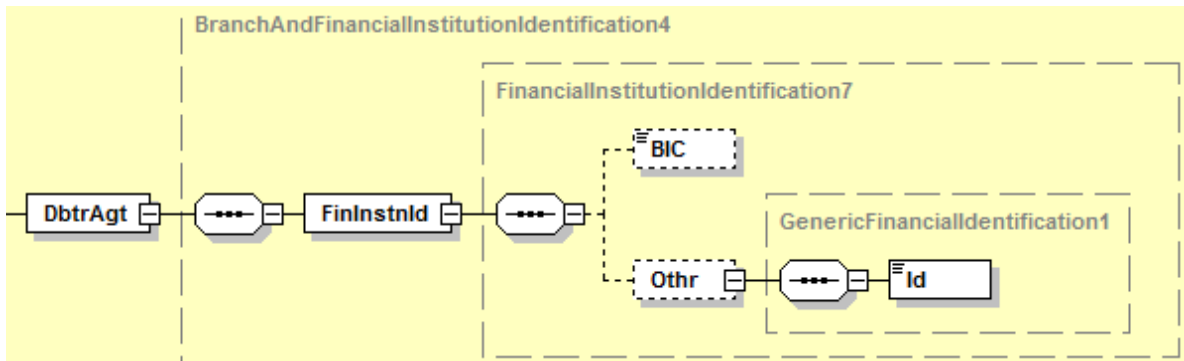 BranchAndFinancialInstitutionIdentification4
FinancialInstitutionIdentification7
BIC
DbtrAgt
FinInstnId
GenericFinancialIdentification1
Othr
Id